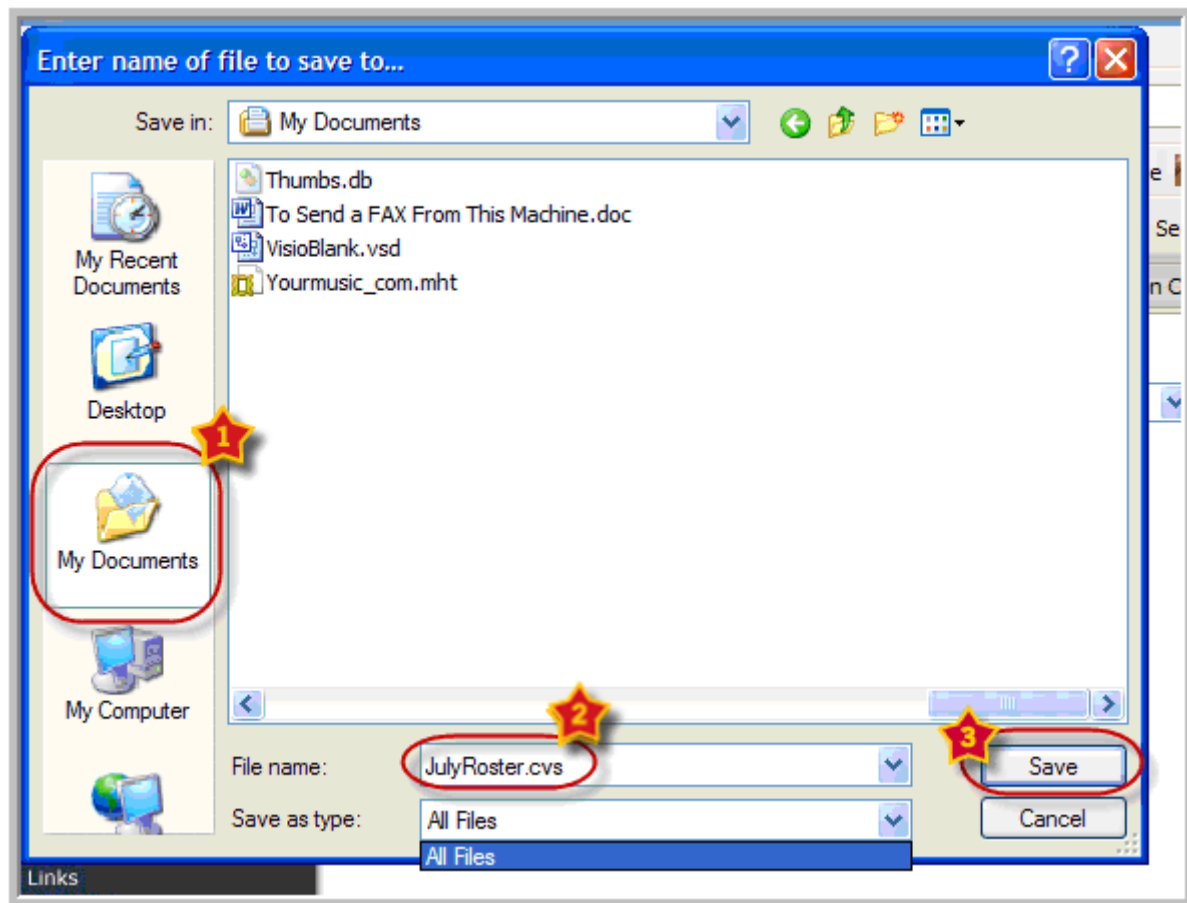 Enter name of file to save to...
?
Save in:
My Documents
Thumbs.db
To Send a FAX From This Machine.doc
VisioBlank.vsd
Yourmusic_com.mht
My Recent
Documents
Desktop
1
My Documents
My Computer
2
3
File name:
JulyRoster.cvs
Save
Save as type:
All Files
Cancel
All Files
Links
e
Se
n C